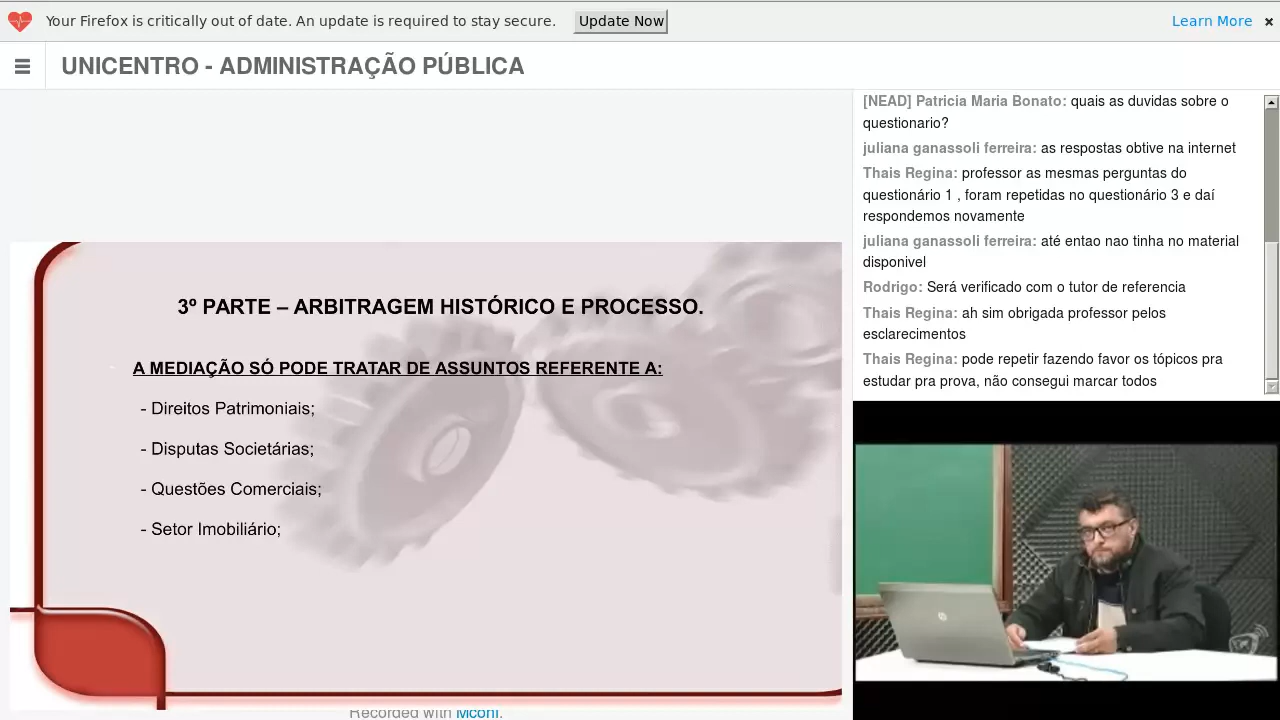 Your Firefox is critically out of date. An update is required to stay secure.
Update Now
Learn More
UNICENTRO - ADMINISTRAÇÃO PÚBLICA
3º PARTE – ARBITRAGEM HISTÓRICO E PROCESSO.
A MEDIAÇÃO SÓ PODE TRATAR DE ASSUNTOS REFERENTE A:
- Direitos Patrimoniais;
- Disputas Societárias;
- Questões Comerciais;
- Setor Imobiliário;
Recorded with Mconf.
[NEAD] Patricia Maria Bonato: quais as duvidas sobre o
questionario?
juliana ganassoli ferreira: as respostas obtive na internet
Thais Regina: professor as mesmas perguntas do
questionário 1 , foram repetidas no questionário 3 e daí
respondemos novamente
juliana ganassoli ferreira: até entao nao tinha no material
disponivel
Rodrigo: Será verificado com o tutor de referencia
Thais Regina: ah sim obrigada professor pelos
esclarecimentos
Thais Regina: pode repetir fazendo favor os tópicos pra
estudar pra prova, não consegui marcar todos